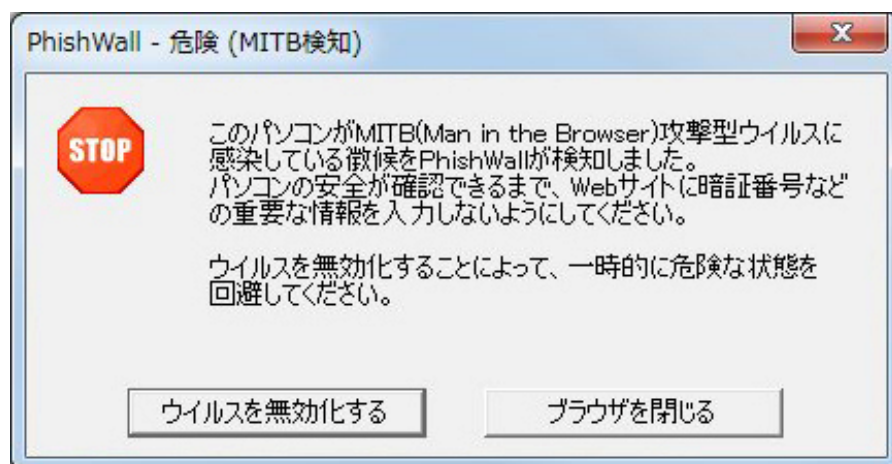 PhishWall - 危険 (MITB検知)
STOP
このパソコンがMITB(Man in the Browser)攻撃型ウイルスに
感染している徴候をPhishWallが検知しました。
パソコンの安全が確認できるまで、Webサイトに暗証番号など
の重要な情報を入力しないようにしてください。
ウイルスを無効化することによって、一時的に危険な状態を
回避してください。
ウイルスを無効化する
ブラウザを閉じる